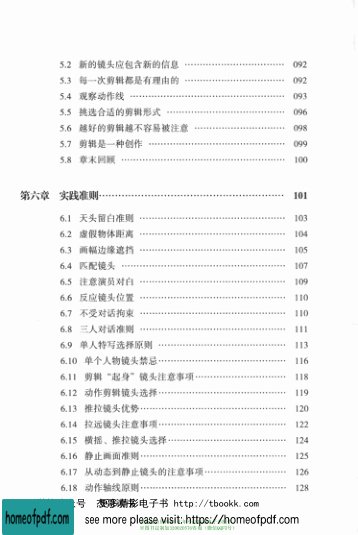 5.2 新的镜头应包含新的信息 ································ 092
5.3 每一次剪辑都是有理由的 ································ 092
5.4 观察动作线 ················································ 093
5.5 挑选合适的剪辑形式 ···································· 096
5.6 越好的剪辑越不容易被注意 ···························· 098
5.7 剪辑是一种创作 ·········································· 099
5.8 章末回顾 ··················································· 100
第六章 实践准则 ················································ 101
6.1 天头留白准则 ············································· 103
6.2 虚假物体距离 ············································· 104
6.3 画幅边缘遮挡 ············································· 105
6.4 匹配镜头 ··················································· 107
6.5 注意演员对白 ············································· 109
6.6 反应镜头位置 ············································· 110
6.7 不受对话拘束 ············································· 110
6.8 三人对话准则 ············································· 111
6.9 单人特写选择原则 ······································· 113
6.10 单个人物镜头禁忌 ····································· 116
6.11 剪辑“起身”镜头注意事项 ···························· 118
6.12 动作剪辑镜头选择 ····································· 119
6.13 推拉镜头优势 ··········································· 120
6.14 拉远镜头注意事项 ····································· 122
6.15 横摇、推拉镜头选择 ·································· 124
6.16 静止画面准则 ··········································· 125
6.17 从动态到静止镜头的注意事项 ······················· 126
6.18 动作轴线原则 ··········································· 128
号 电子书 http://tbookk.com
homeofpdf.com see more please visit: https://homeofpdf.com